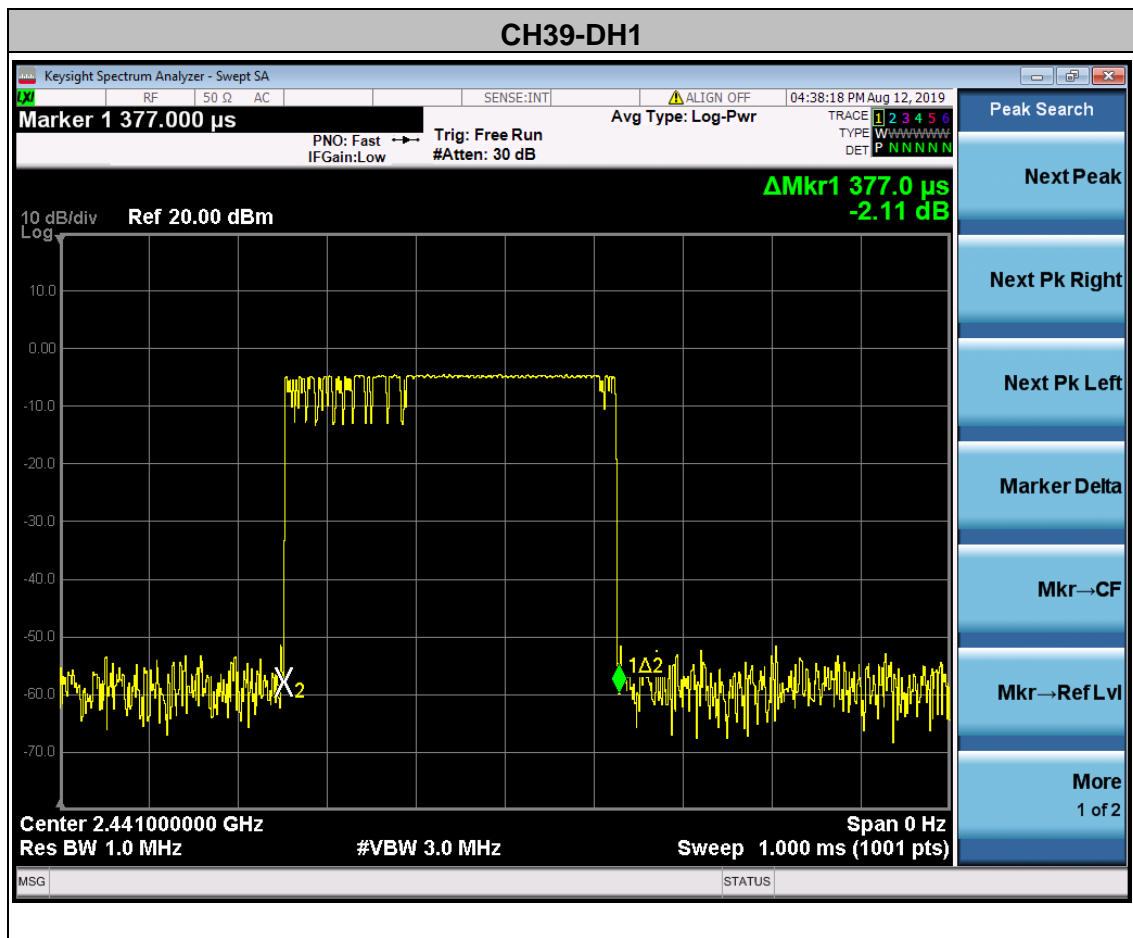 CH39-DH1
Keysight Spectrum Analyzer - Swept SA
LXI RF 50 Ω AC SENSE:INT ALIGN OFF 04:38:18 PM Aug 12, 2019
Marker 1 377.000 µs
PNO: Fast
IFGain:Low
Trig: Free Run
#Atten: 30 dB
Avg Type: Log-Pwr
TRACE 1 2 3 4 5 6
TYPE WWWWWWW
DET P N N N N N
ΔMkr1 377.0 µs
-2.11 dB
10 dB/div Ref 20.00 dBm
Log
10.0
0.00
-10.0
-20.0
-30.0
-40.0
-50.0
-60.0
-70.0
X2
1Δ2
Center 2.441000000 GHz Span 0 Hz
Res BW 1.0 MHz #VBW 3.0 MHz Sweep 1.000 ms (1001 pts)
MSG STATUS
Peak Search
Next Peak
Next Pk Right
Next Pk Left
Marker Delta
Mkr→CF
Mkr→Ref Lvl
More
1 of 2